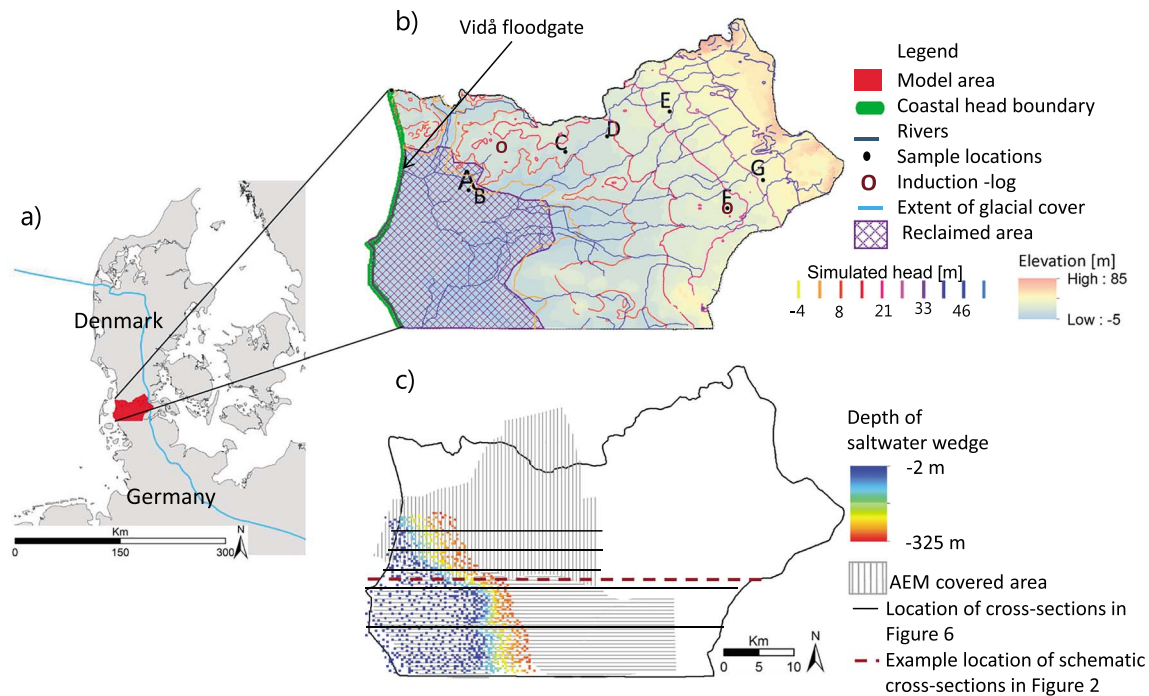 a)
Denmark
Germany
Km
0 150 300
N
b)
Vidå floodgate
A
B
C
D
E
F
G
Legend
Model area
Coastal head boundary
Rivers
Sample locations
Induction -log
Extent of glacial cover
Reclaimed area
Simulated head [m]
-4 8 21 33 46
Elevation [m]
High : 85
Low : -5
c)
Km
0 5 10
N
Depth of
saltwater wedge
-2 m
-325 m
AEM covered area
Location of cross-sections in
Figure 6
Example location of schematic
cross-sections in Figure 2